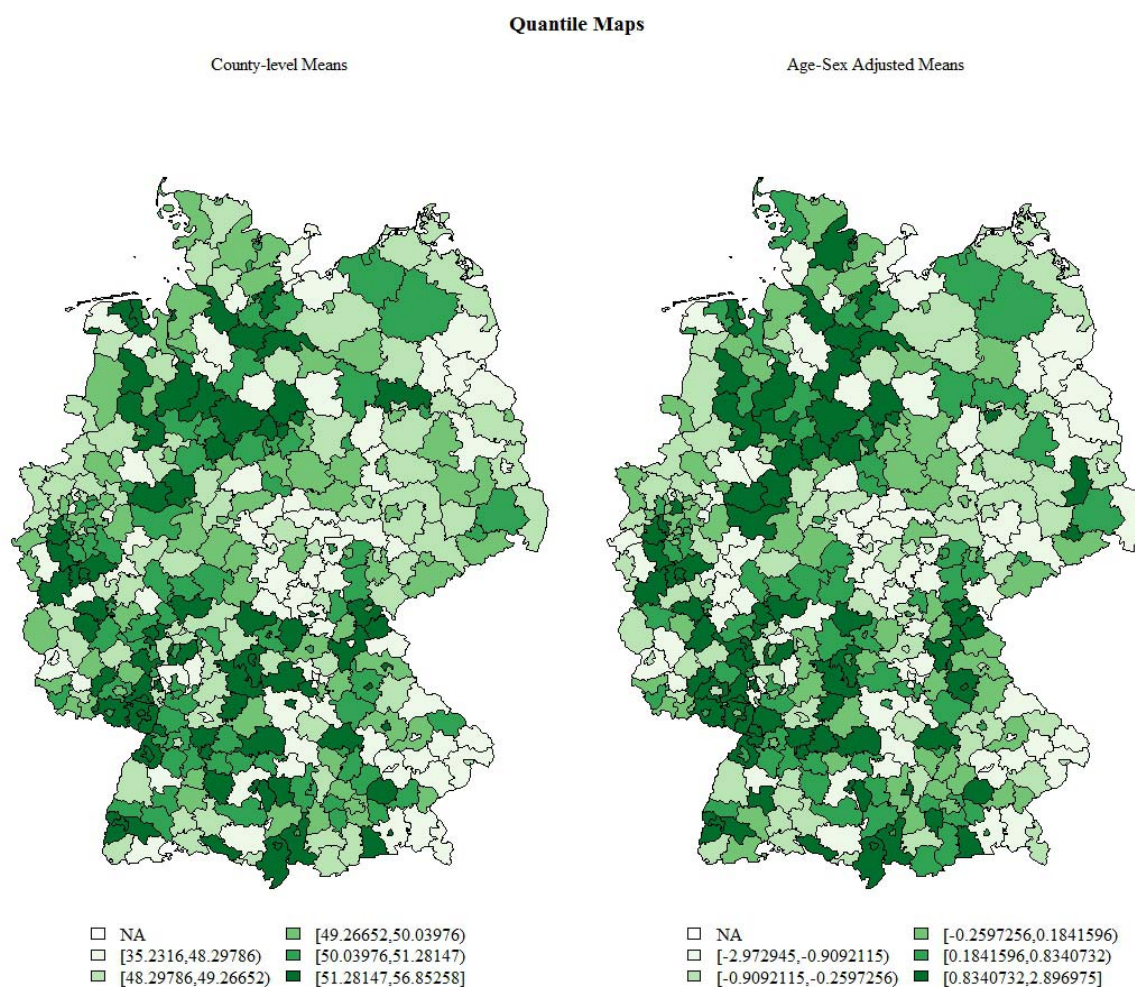 Quantile Maps
County-level Means
Age-Sex Adjusted Means
NA
[35.2316,48.29786)
[48.29786,49.26652)
[49.26652,50.03976)
[50.03976,51.28147)
[51.28147,56.85258]
NA
[-2.972945,-0.9092115)
[-0.9092115,-0.2597256)
[-0.2597256,0.1841596)
[0.1841596,0.8340732)
[0.8340732,2.896975]